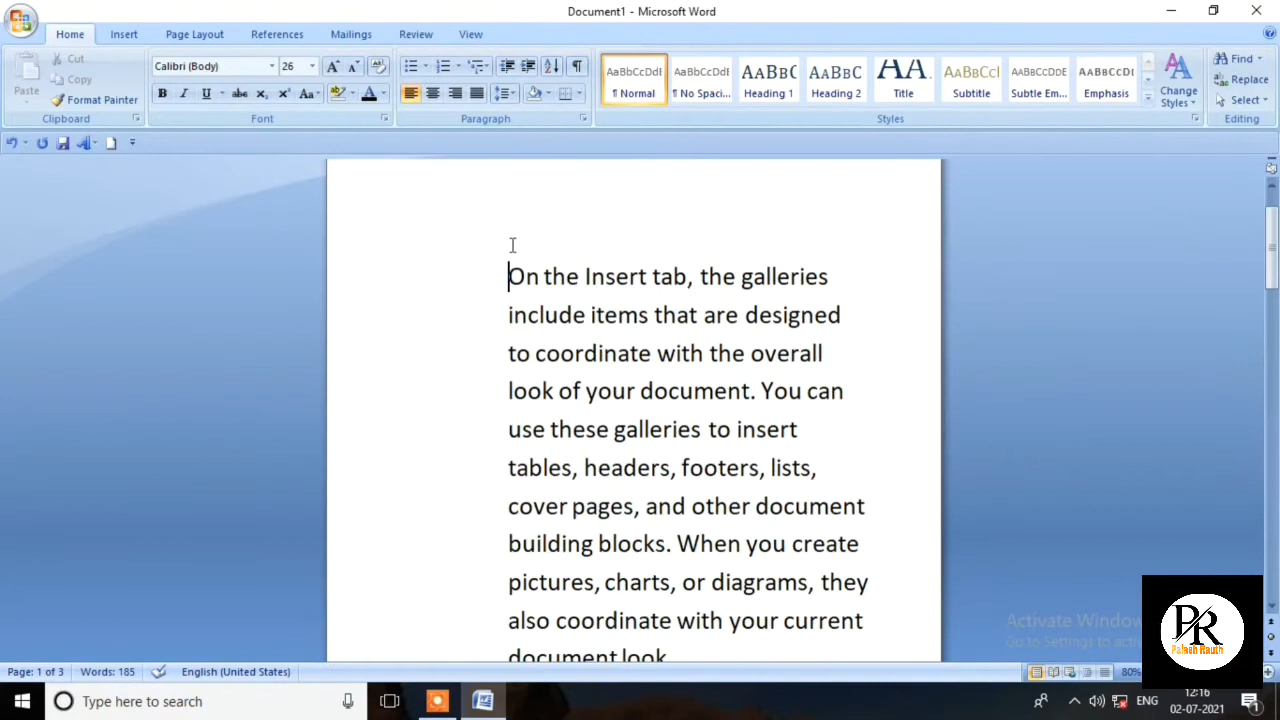 Document1 - Microsoft Word
Home Insert Page Layout References Mailings Review View
Paste
Cut
Copy
Format Painter
Clipboard
Calibri (Body) 26
Font
Paragraph
AaBbCcDdI AaBbCcDdI AaBbC AaBbC AA. AaBbCcI AaBbCcDdE AaBbCcDdI
¶ Normal ¶ No Spaci... Heading 1 Heading 2 Title Subtitle Subtle Em... Emphasis
Styles
Change
Styles
Find
Replace
Select
Editing
On the Insert tab, the galleries
include items that are designed
to coordinate with the overall
look of your document. You can
use these galleries to insert
tables, headers, footers, lists,
cover pages, and other document
building blocks. When you create
pictures, charts, or diagrams, they
also coordinate with your current
document look.
Activate Window
Go to Settings to acti
PR
Palash Rauth
Page: 1 of 3 Words: 185 English (United States) 80%
Type here to search
ENG
12:16
02-07-2021